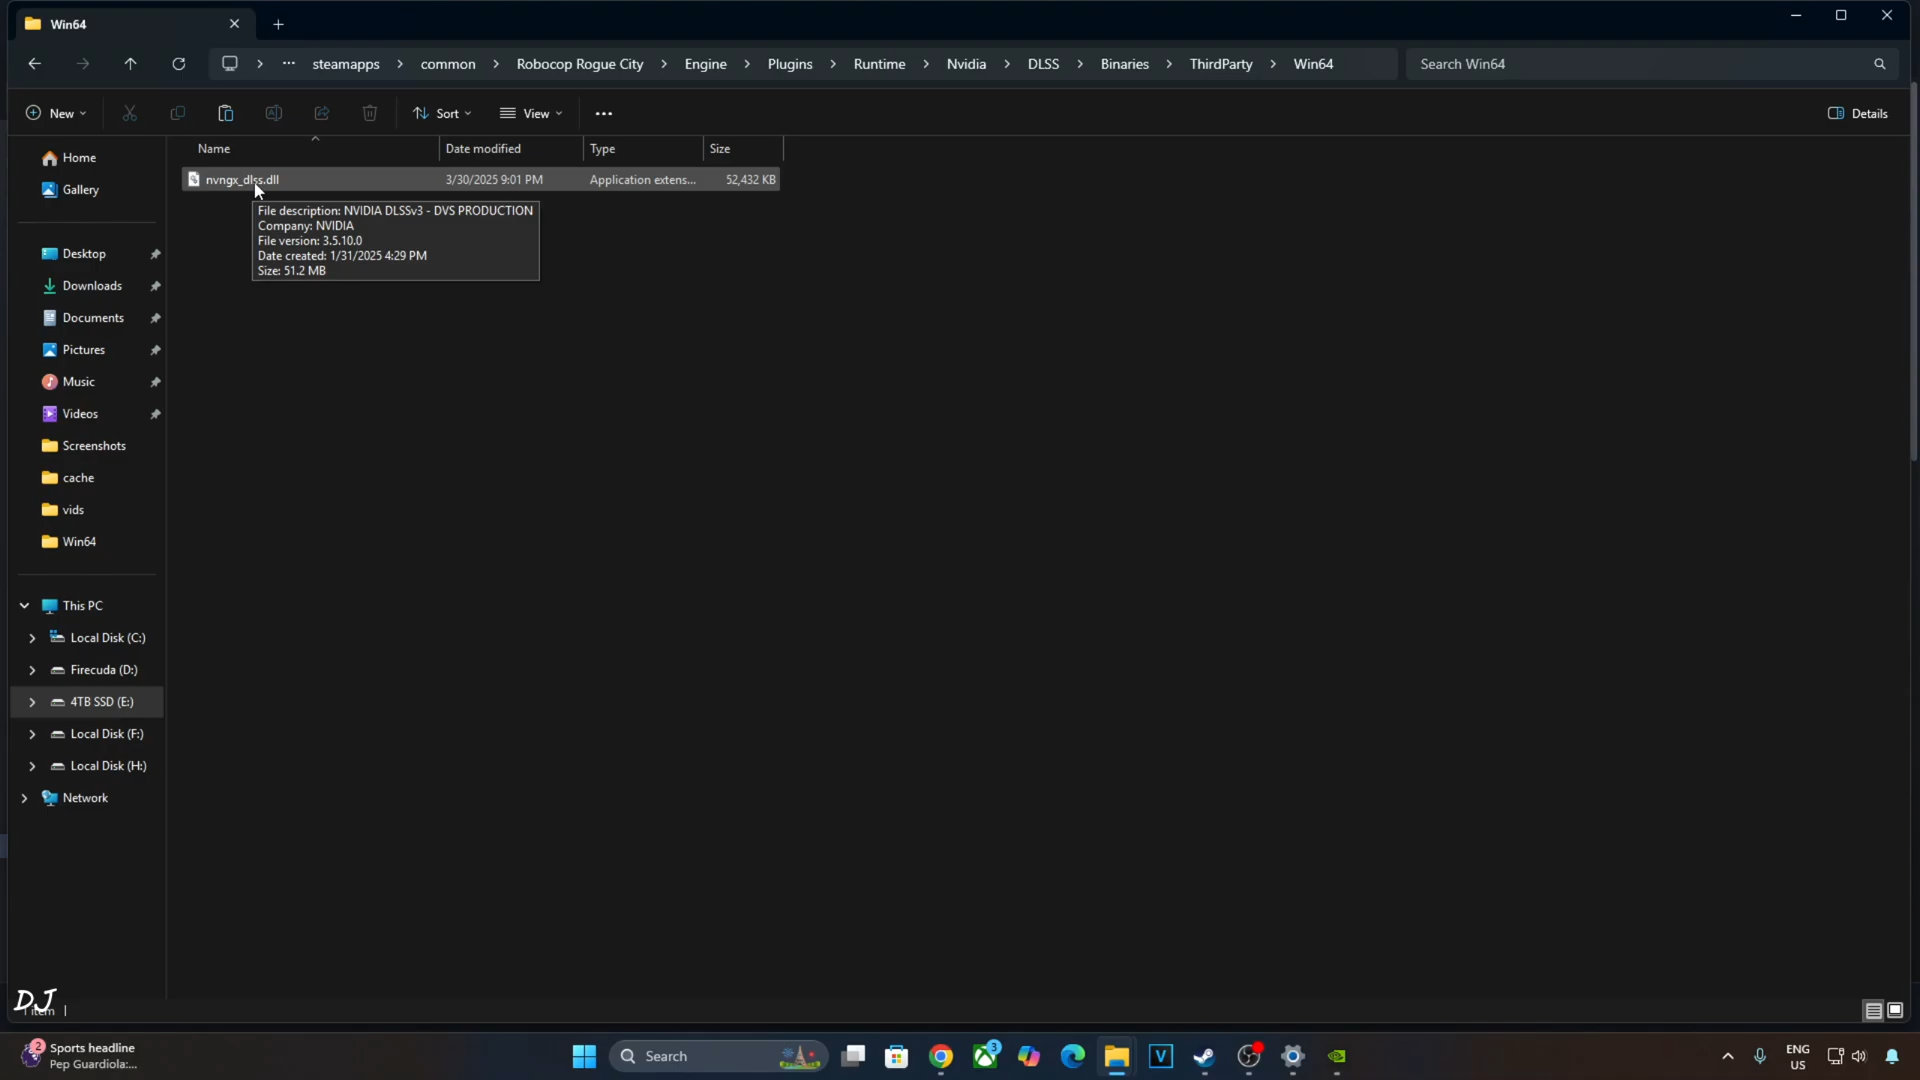 Win64
steamapps > common > Robocop Rogue City > Engine > Plugins > Runtime > Nvidia > DLSS > Binaries > ThirdParty > Win64
Search Win64
New
Sort
View
Details
Name
Date modified
Type
Size
nvngx_dlss.dll
3/30/2025 9:01 PM
Application extens...
52,432 KB
File description: NVIDIA DLSSv3 - DVS PRODUCTION
Company: NVIDIA
File version: 3.5.10.0
Date created: 1/31/2025 4:29 PM
Size: 51.2 MB
Home
Gallery
Desktop
Downloads
Documents
Pictures
Music
Videos
Screenshots
cache
vids
Win64
This PC
Local Disk (C:)
Firecuda (D:)
4TB SSD (E:)
Local Disk (F:)
Local Disk (H:)
Network
DJ
1 item
2
Sports headline
Pep Guardiola:...
Search
3
V
ENG
US